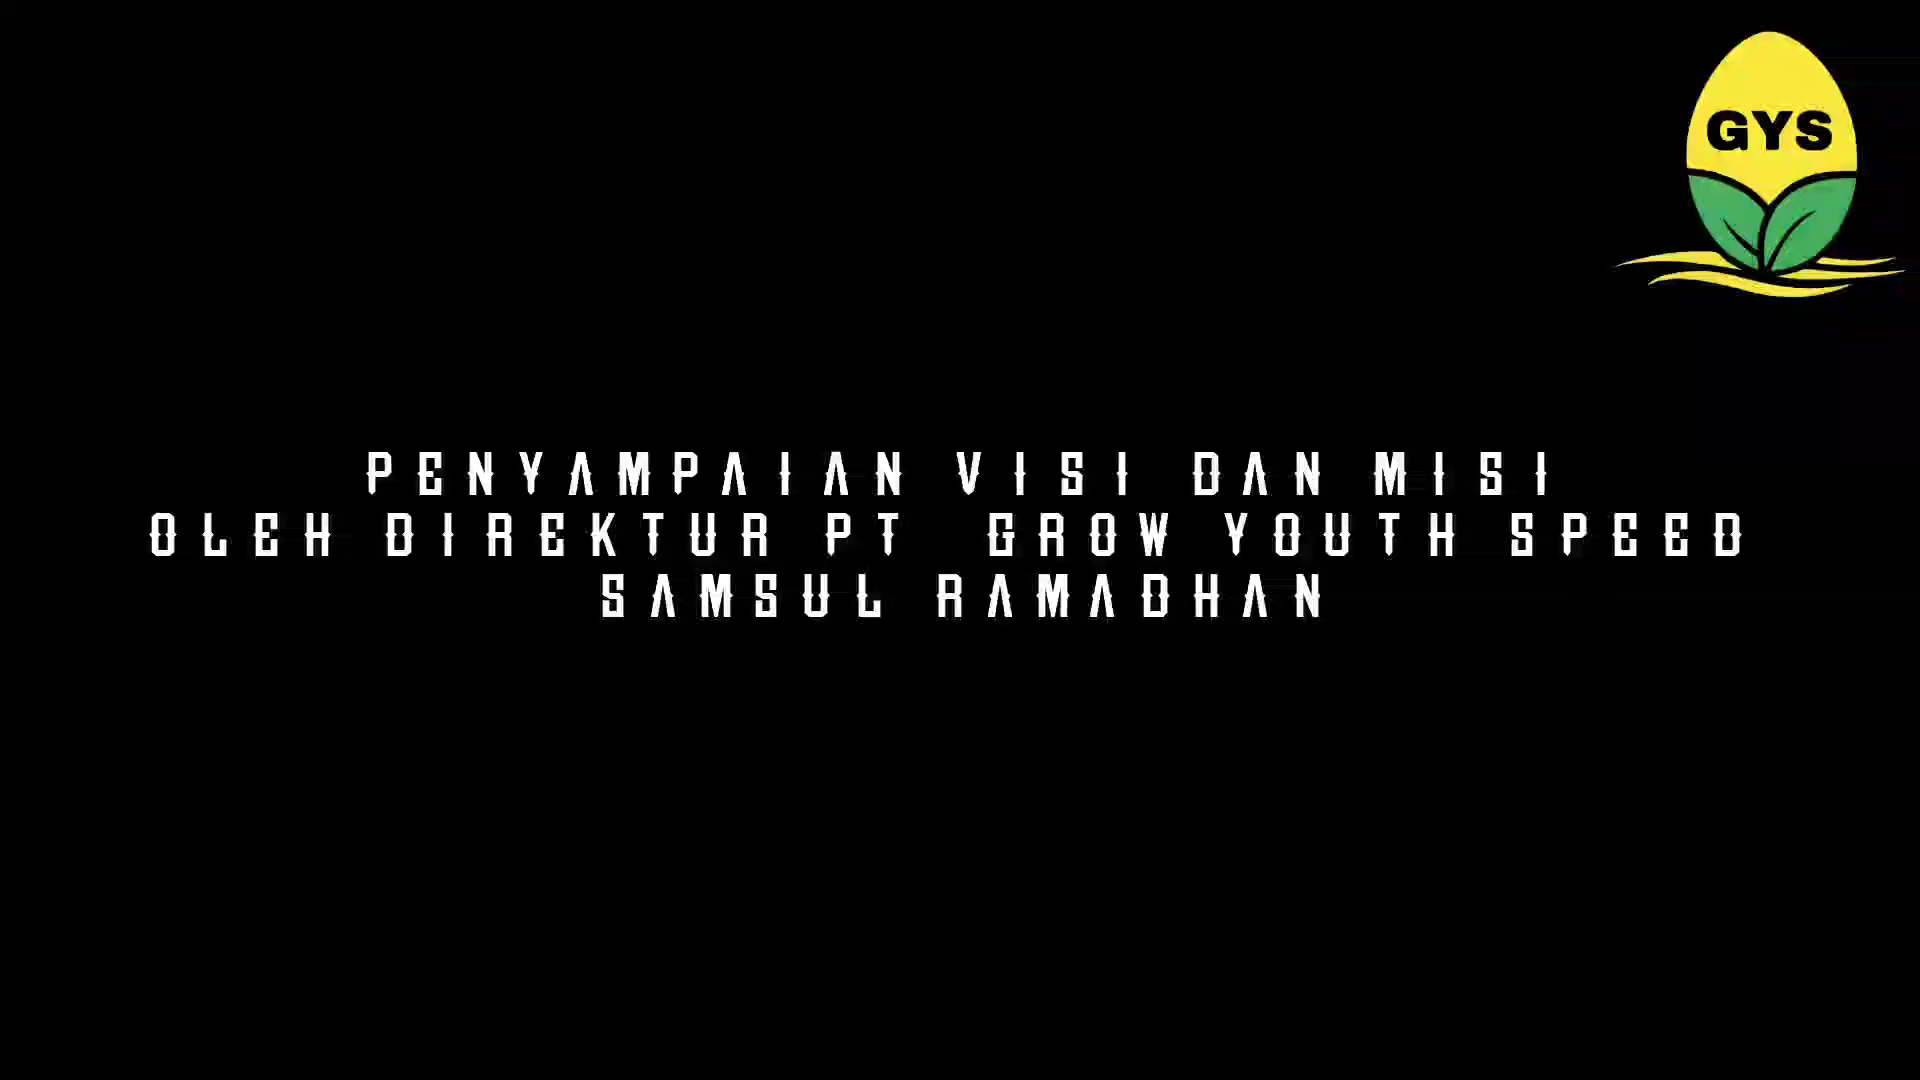 GYS
PENYAMPAIAN VISI DAN MISI
OLEH DIREKTUR PT GROW YOUTH SPEED
SAMSUL RAMADHAN